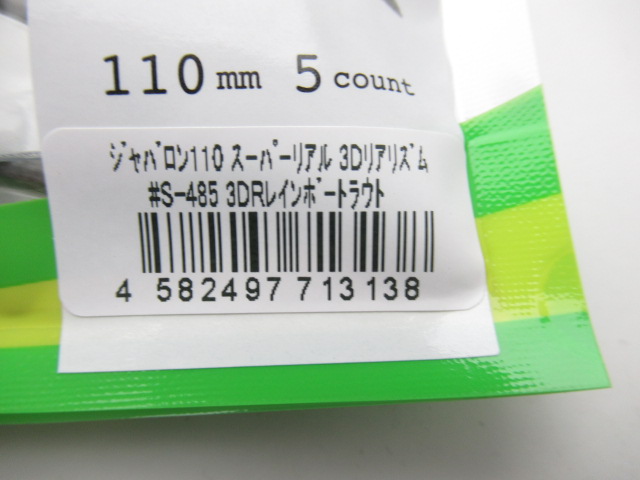 110mm 5 count
ジャバロン110 スーパーリアル 3Dリアリズム
#S-485 3DRレインボートラウト
4 582497 713138